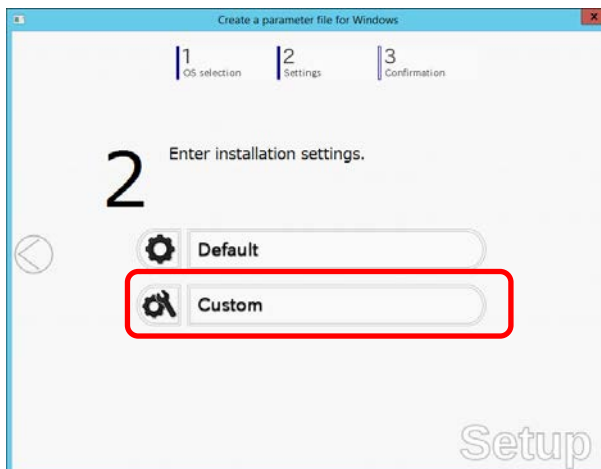 Create a parameter file for Windows
x
1 2 3
OS selection Settings Confirmation
2 Enter installation settings.
Default
Custom
Setup